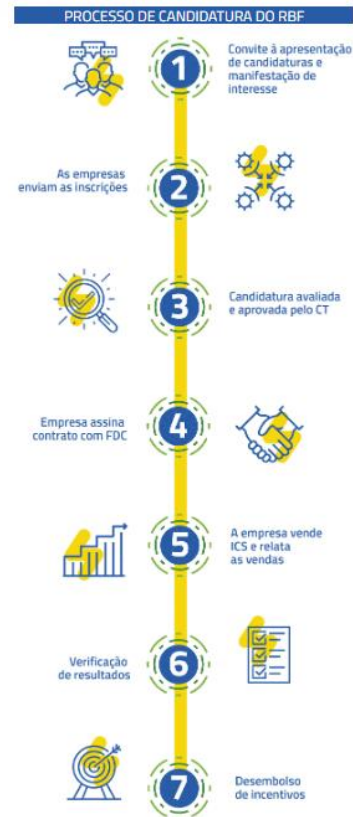 PROCESSO DE CANDIDATURA DO RBF
1
Convite à apresentação
de candidaturas e
manifestação de
interesse
As empresas
enviam as inscrições
2
3
Candidatura avaliada
e aprovada pelo CT
Empresa assina
contrato com FDC
4
5
A empresa vende
ICS e relata
as vendas
Verificação
de resultados
6
7
Desembolso
de incentivos